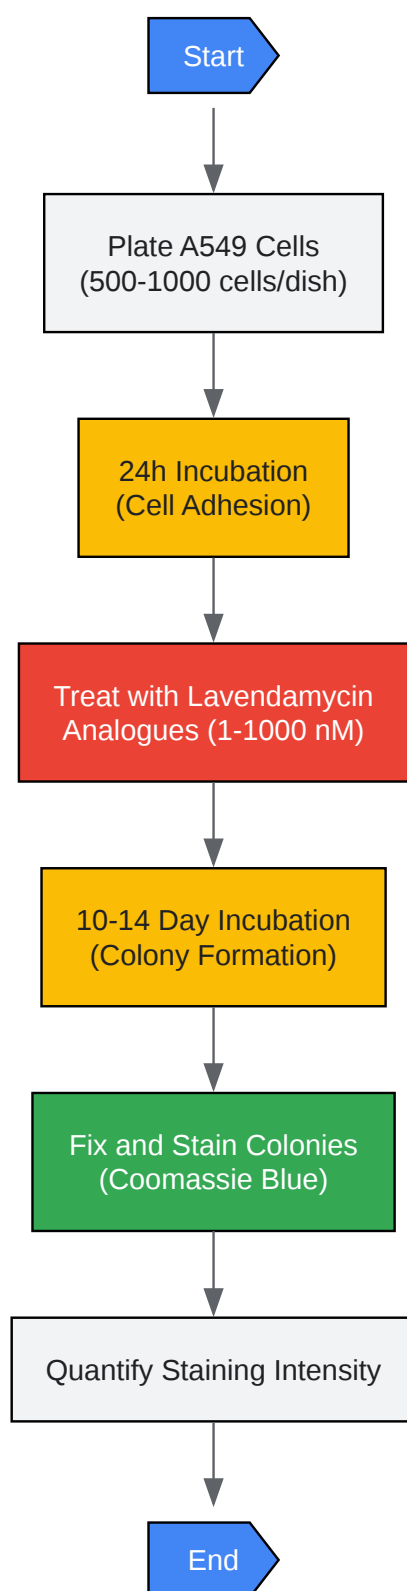 Start
Plate A549 Cells
(500-1000 cells/dish)
24h Incubation
(Cell Adhesion)
Treat with Lavendamycin
Analogues (1-1000 nM)
10-14 Day Incubation
(Colony Formation)
Fix and Stain Colonies
(Coomassie Blue)
Quantify Staining Intensity
End